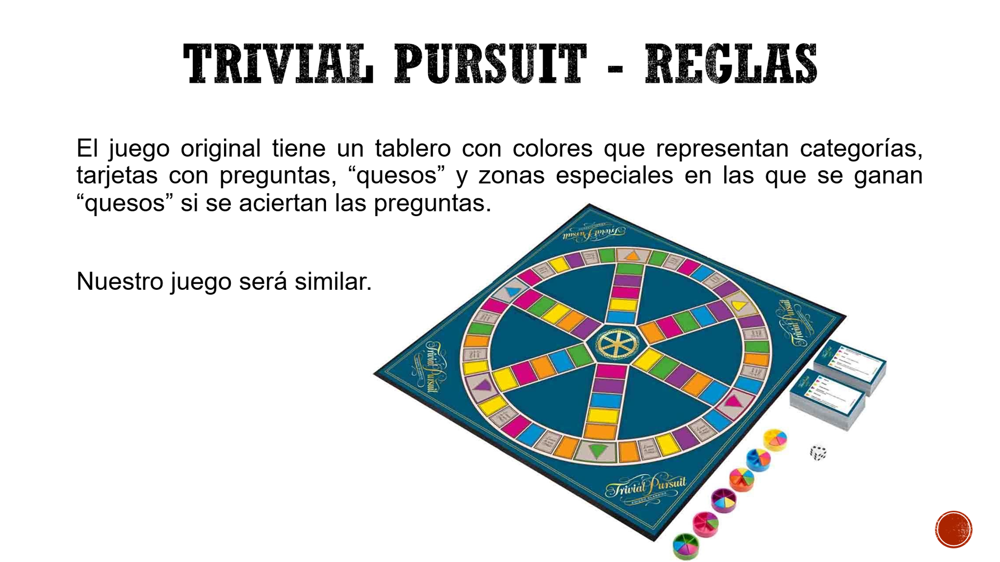 TRIVIAL PURSUIT - REGLAS
El juego original tiene un tablero con colores que representan categorías,
tarjetas con preguntas, “quesos” y zonas especiales en las que se ganan
“quesos” si se aciertan las preguntas.
Nuestro juego será similar.
Trivial Pursuit
Trivial Pursuit
Trivial Pursuit
Trivial Pursuit
EDIÇÃO CLÁSSICA